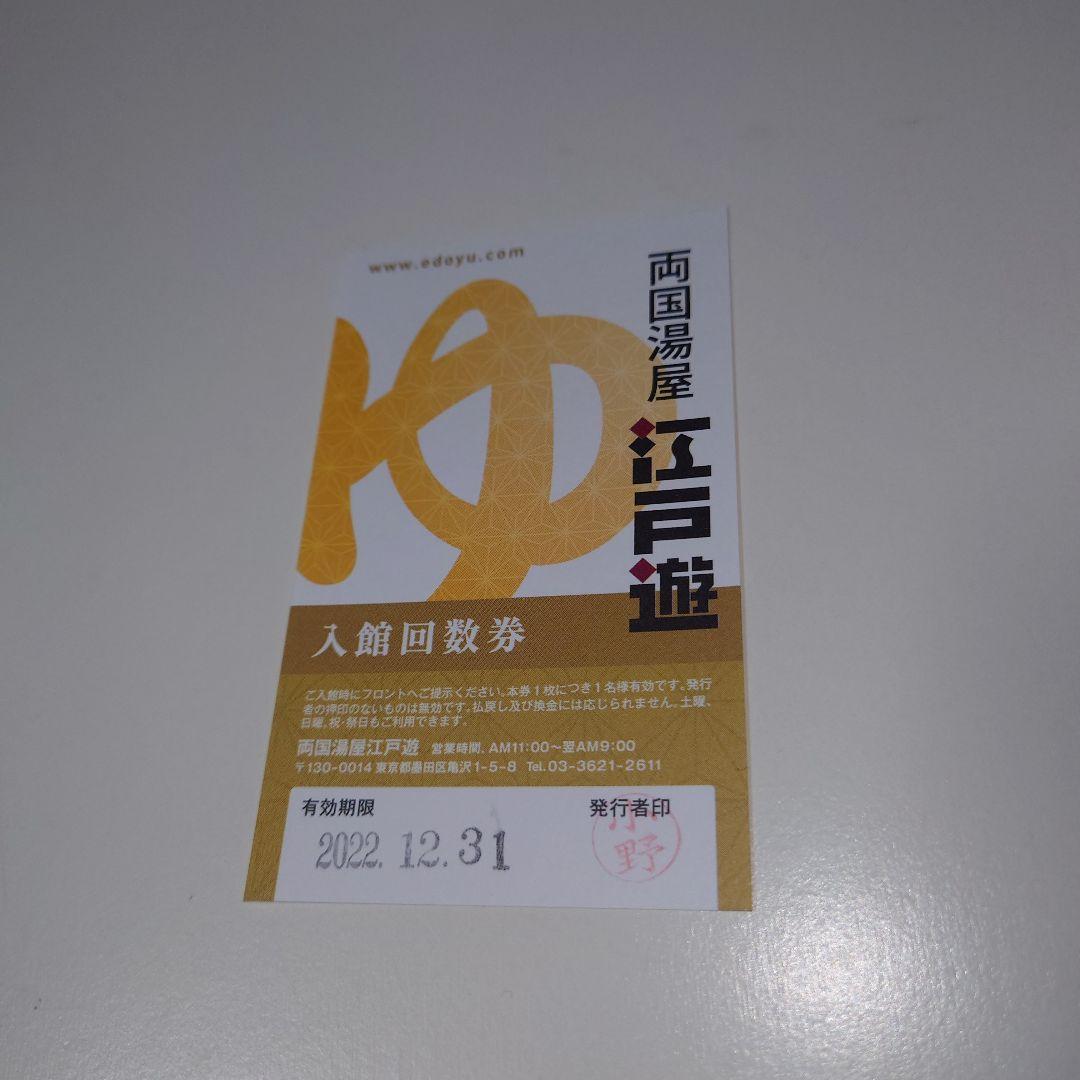 www.edoyu.com
ゆ
両国湯屋
江戸遊
入館回数券
ご入館時にフロントへご提示ください。本券1枚につき1名様有効です。発行
者の押印のないものは無効です。払戻し及び換金には応じられません。土曜、
日曜、祝・祭日もご利用できます。
両国湯屋江戸遊 営業時間、AM11:00〜翌AM9:00
〒130-0014 東京都墨田区亀沢1-5-8 Tel.03-3621-2611
有効期限
発行者印
2022.12.31
小野